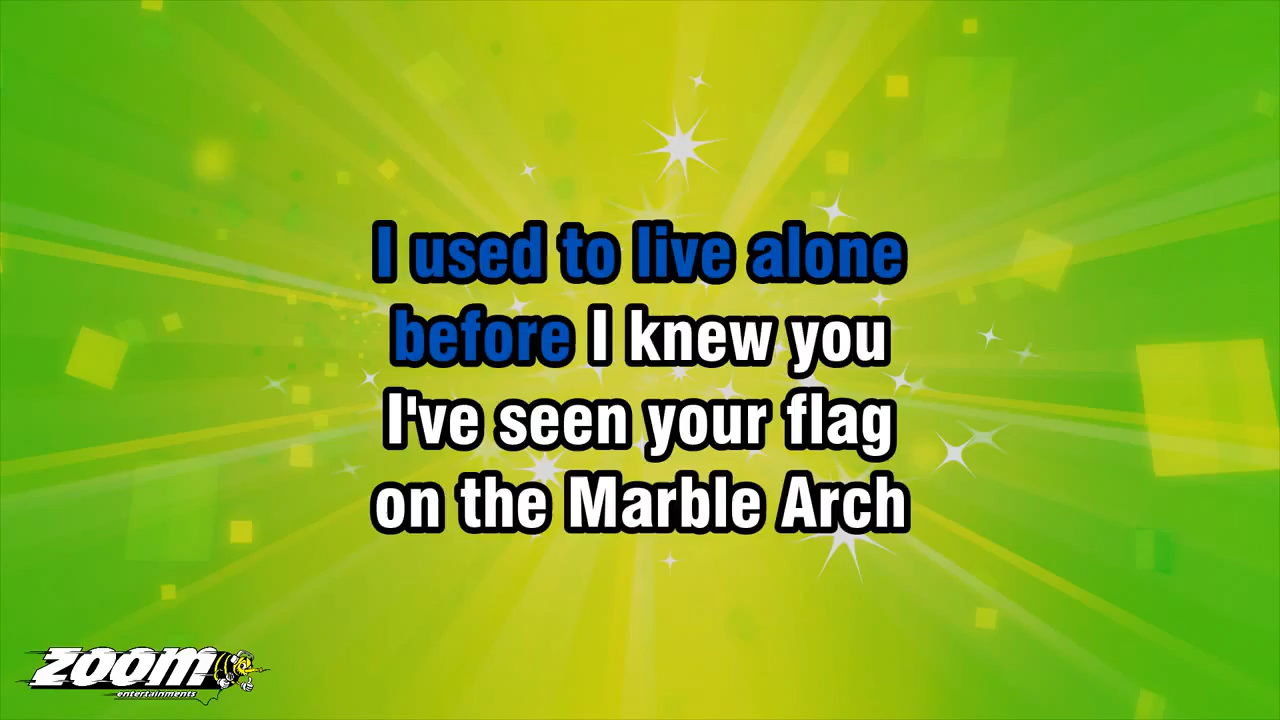 I used to live alone
before I knew you
I've seen your flag
on the Marble Arch
ZOOM
entertainments